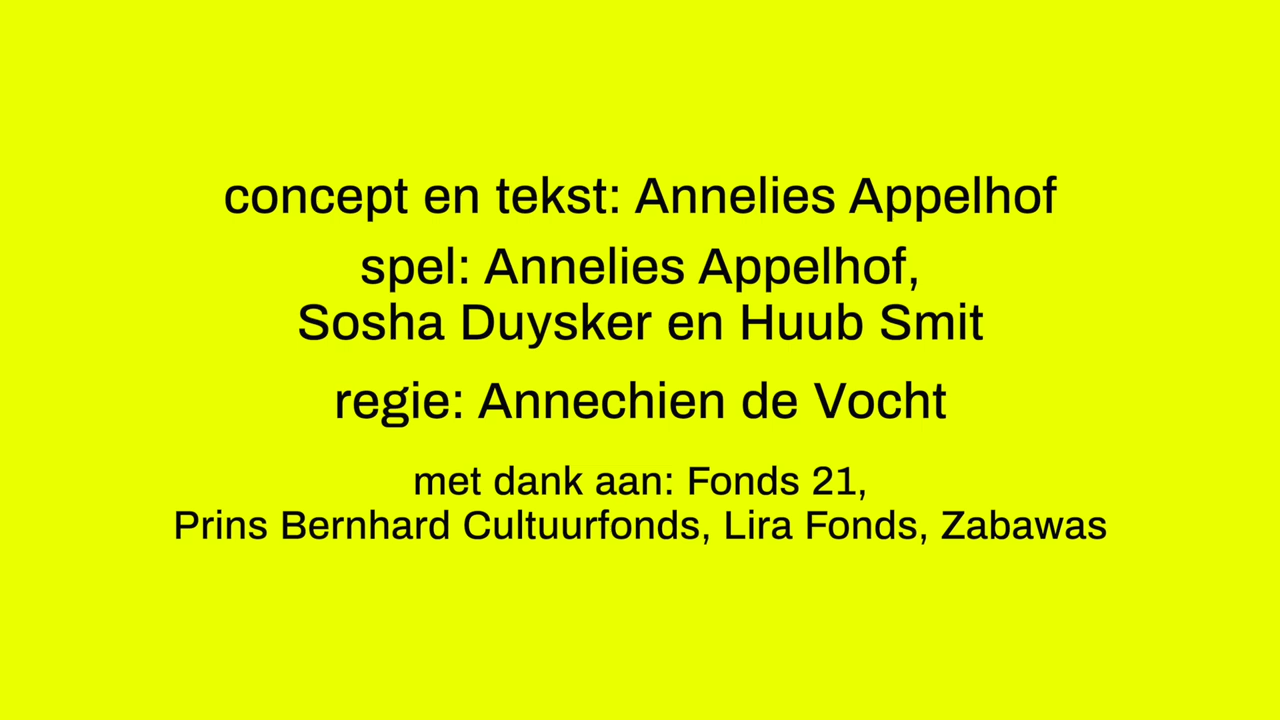 concept en tekst: Annelies Appelhof
spel: Annelies Appelhof,
Sosha Duysker en Huub Smit
regie: Annechien de Vocht
met dank aan: Fonds 21,
Prins Bernhard Cultuurfonds, Lira Fonds, Zabawas